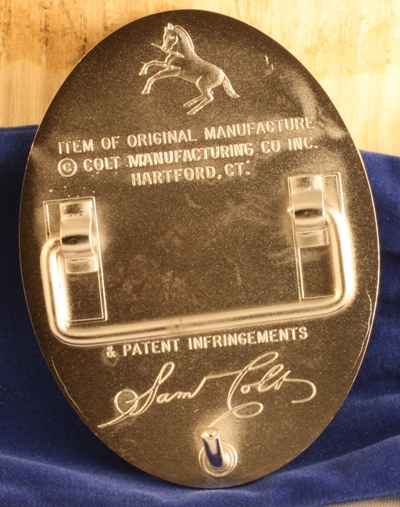 ITEM OF ORIGINAL MANUFACTURE
© COLT MANUFACTURING CO INC.
HARTFORD, CT.
& PATENT INFRINGEMENTS
Sam Colt